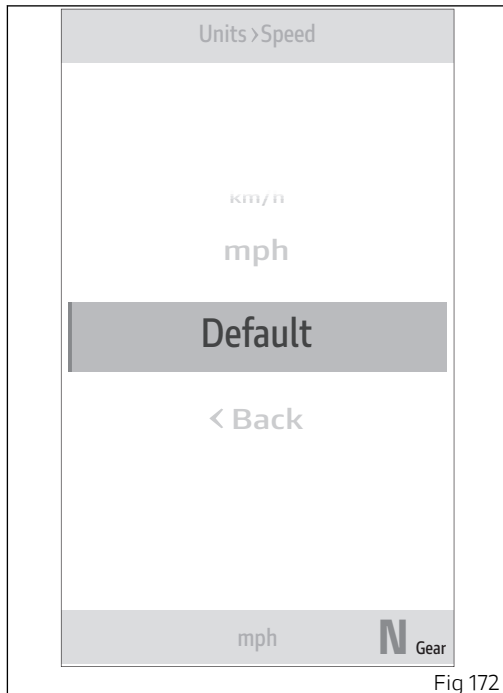 Units›Speed
km/h
mph
Default
‹ Back
mph
N Gear
Fig 172